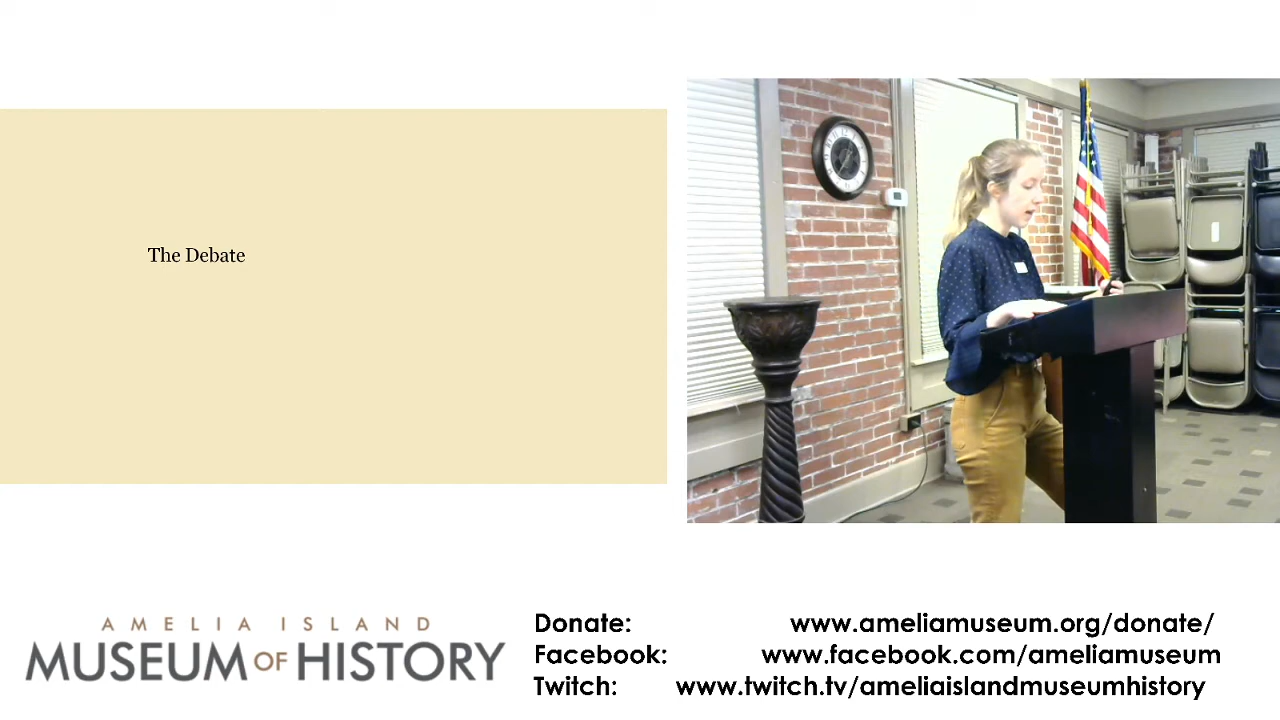 The Debate
AMELIA ISLAND
MUSEUM OF HISTORY
Donate: www.ameliamuseum.org/donate/
Facebook: www.facebook.com/ameliamuseum
Twitch: www.twitch.tv/ameliaislandmuseumhistory